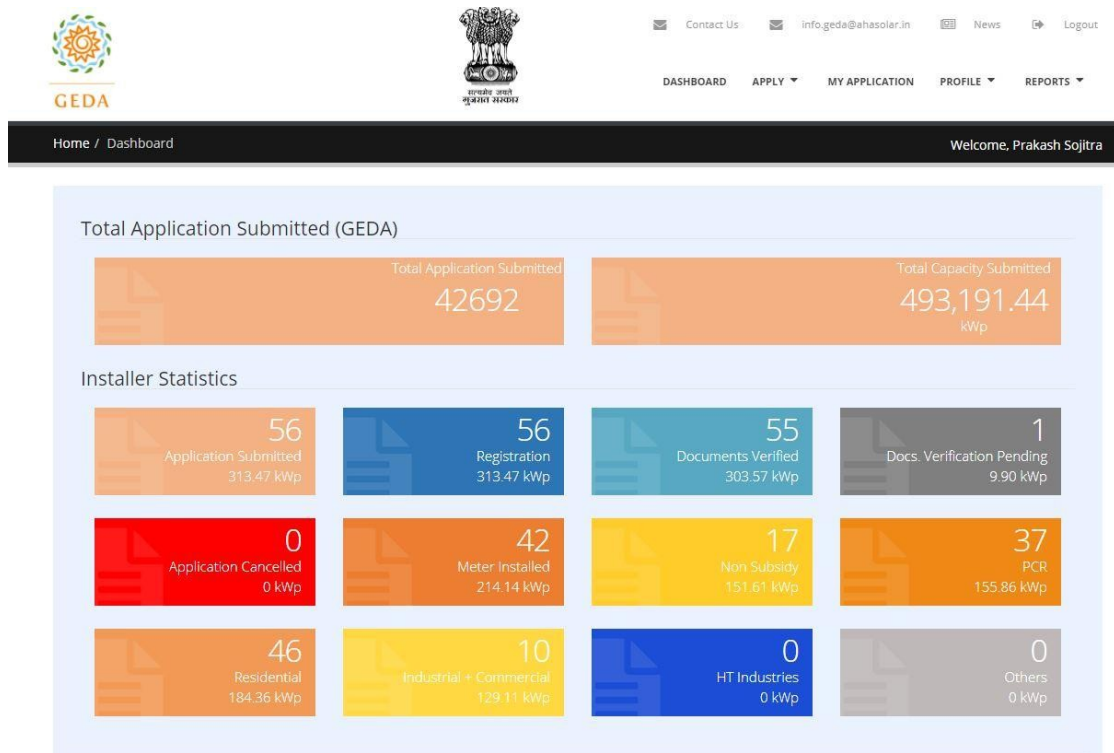 Contact Us info.geda@ahasolar.in News Logout
GEDA
सत्यमेव जयते
ગુજરાત સરકાર
DASHBOARD APPLY MY APPLICATION PROFILE REPORTS
Home / Dashboard
Welcome, Prakash Sojitra
Total Application Submitted (GEDA)
Total Application Submitted
42692
Total Capacity Submitted
493,191.44
kWp
Installer Statistics
56
Application Submitted
313.47 kWp
56
Registration
313.47 kWp
55
Documents Verified
303.57 kWp
1
Docs. Verification Pending
9.90 kWp
0
Application Cancelled
0 kWp
42
Meter Installed
214.14 kWp
17
Non Subsidy
151.61 kWp
37
PCR
155.86 kWp
46
Residential
184.36 kWp
10
Industrial + Commercial
129.11 kWp
0
HT Industries
0 kWp
0
Others
0 kWp